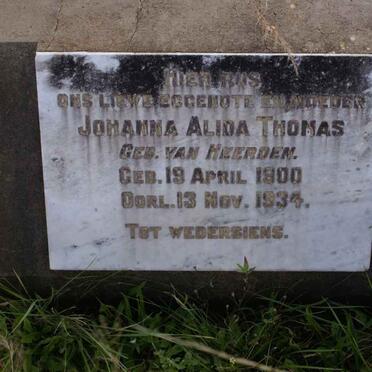 HIER RUS
ONS LIEWE EGGENOTE EN MOEDER
JOHANNA ALIDA THOMAS
GEB. VAN HEERDEN.
GEB. 19 APRIL 1900
OORL. 13 NOV. 1934.
TOT WEDERSIENS.